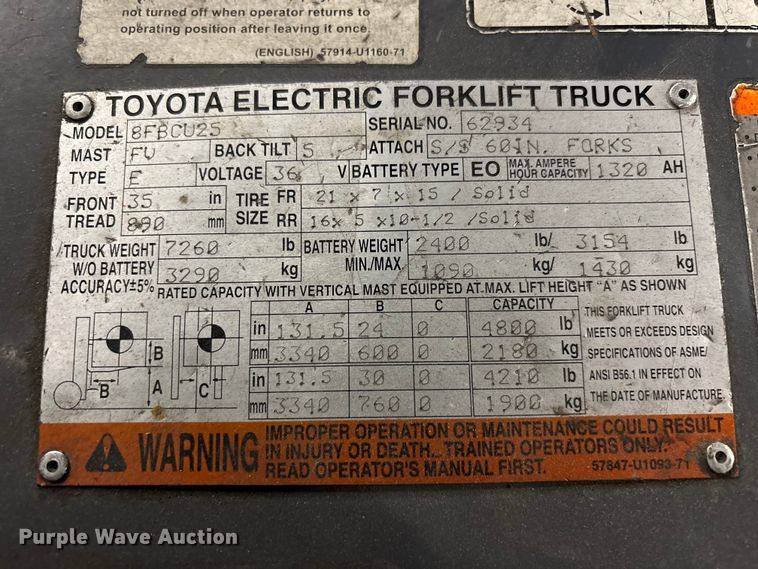 not turned off when operator returns to
operating position after leaving it once.
(ENGLISH) 57914-U1160-71
TOYOTA ELECTRIC FORKLIFT TRUCK
MODEL 8FBCU25 SERIAL NO. 62934
MAST FV BACK TILT 5 ATTACH S/S 60IN. FORKS
TYPE E VOLTAGE 36 V BATTERY TYPE EO MAX. AMPERE HOUR CAPACITY 1320 AH
FRONT TREAD 35 in TIRE SIZE FR 21 x 7 x 15 / Solid
890 mm RR 16x 5 x10-1/2 /Solid
TRUCK WEIGHT W/O BATTERY ACCURACY±5% 7260 lb BATTERY WEIGHT MIN./MAX. 2400 lb/ 3154 lb
3290 kg 1090 kg/ 1430 kg
RATED CAPACITY WITH VERTICAL MAST EQUIPPED AT MAX. LIFT HEIGHT "A" AS SHOWN
A B C CAPACITY
in 131.5 24 0 4800 lb
mm 3340 600 0 2180 kg
in 131.5 30 0 4210 lb
mm 3340 760 0 1900 kg
B A B C
THIS FORKLIFT TRUCK
MEETS OR EXCEEDS DESIGN
SPECIFICATIONS OF ASME/
ANSI B56.1 IN EFFECT ON
THE DATE OF MANUFACTURE.
WARNING
IMPROPER OPERATION OR MAINTENANCE COULD RESULT
IN INJURY OR DEATH. TRAINED OPERATORS ONLY.
READ OPERATOR'S MANUAL FIRST. 57847-U1093-71
Purple Wave Auction